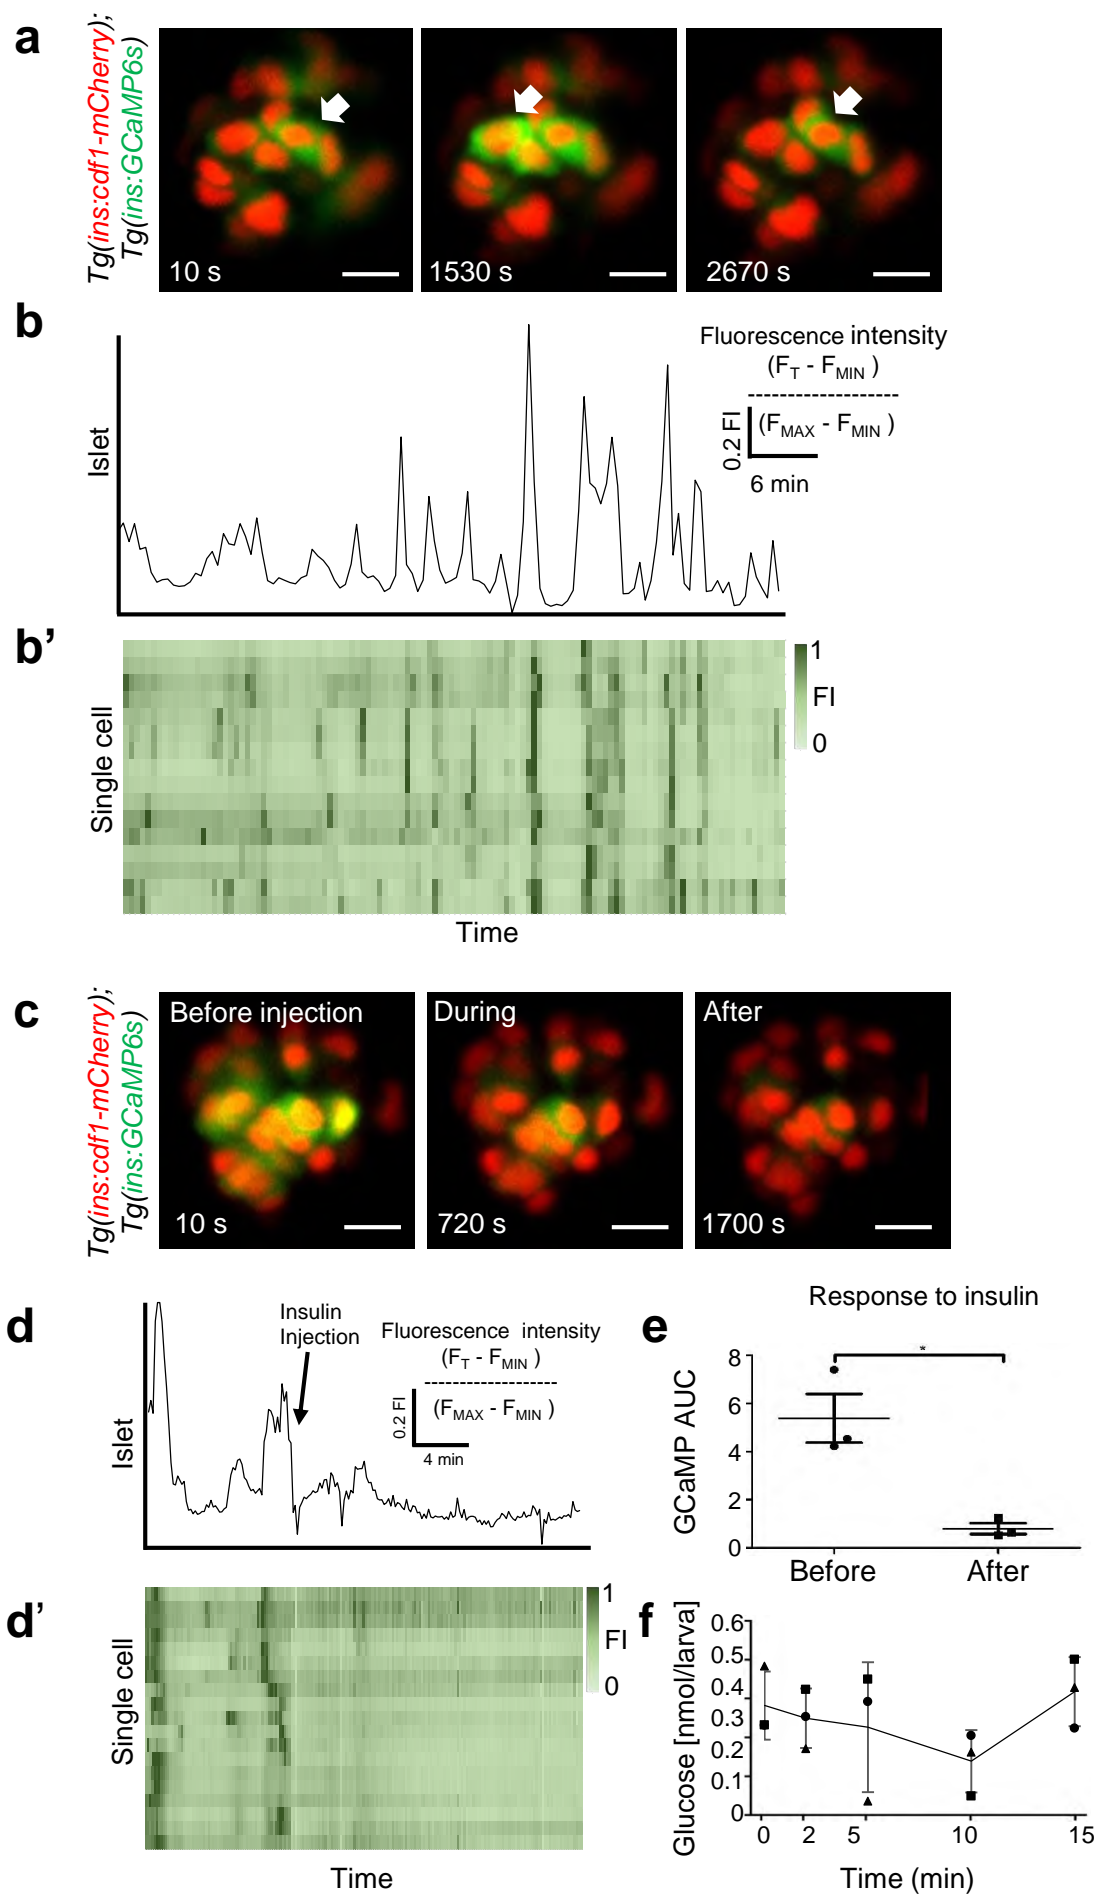 a
Tg(ins:cdf1-mCherry);
Tg(ins:GCaMP6s)
10 s
1530 s
2670 s
b
Islet
Fluorescence intensity
(FT - FMIN )
(FMAX - FMIN )
0.2 FI
6 min
b’
Single cell
1
FI
0
Time
c
Tg(ins:cdf1-mCherry);
Tg(ins:GCaMP6s)
Before injection
During
After
10 s
720 s
1700 s
d
Islet
Insulin
Injection
Fluorescence intensity
(FT - FMIN )
(FMAX - FMIN )
0.2 FI
4 min
d’
Single cell
1
FI
0
Time
e
Response to insulin
*
GCaMP AUC
8
6
4
2
0
Before
After
f
Glucose [nmol/larva]
0.6
0.5
0.4
0.3
0.2
0.1
0
0
2
5
10
15
Time (min)